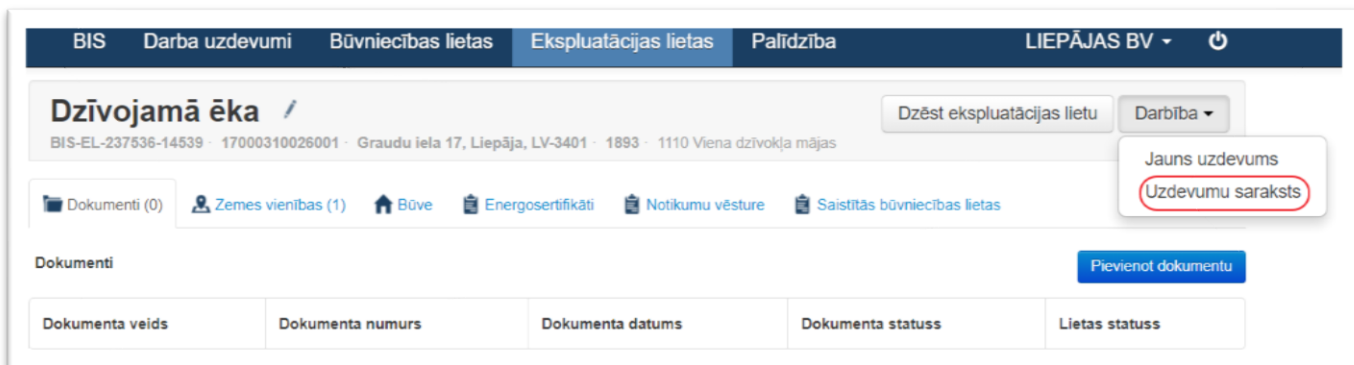 BIS Darba uzdevumi Būvniecības lietas Ekspluatācijas lietas Palīdzība LIEPĀJAS BV
Dzīvojamā ēka
Dzēst ekspluatācijas lietu Darbība
BIS-EL-237536-14539 · 17000310026001 · Graudu iela 17, Liepāja, LV-3401 · 1893 · 1110 Viena dzīvokļa mājas
Jauns uzdevums
Uzdevumu saraksts
Dokumenti (0) Zemes vienības (1) Būve Energosertifikāti Notikumu vēsture Saistītās būvniecības lietas
Dokumenti Pievienot dokumentu
Dokumenta veids Dokumenta numurs Dokumenta datums Dokumenta statuss Lietas statuss